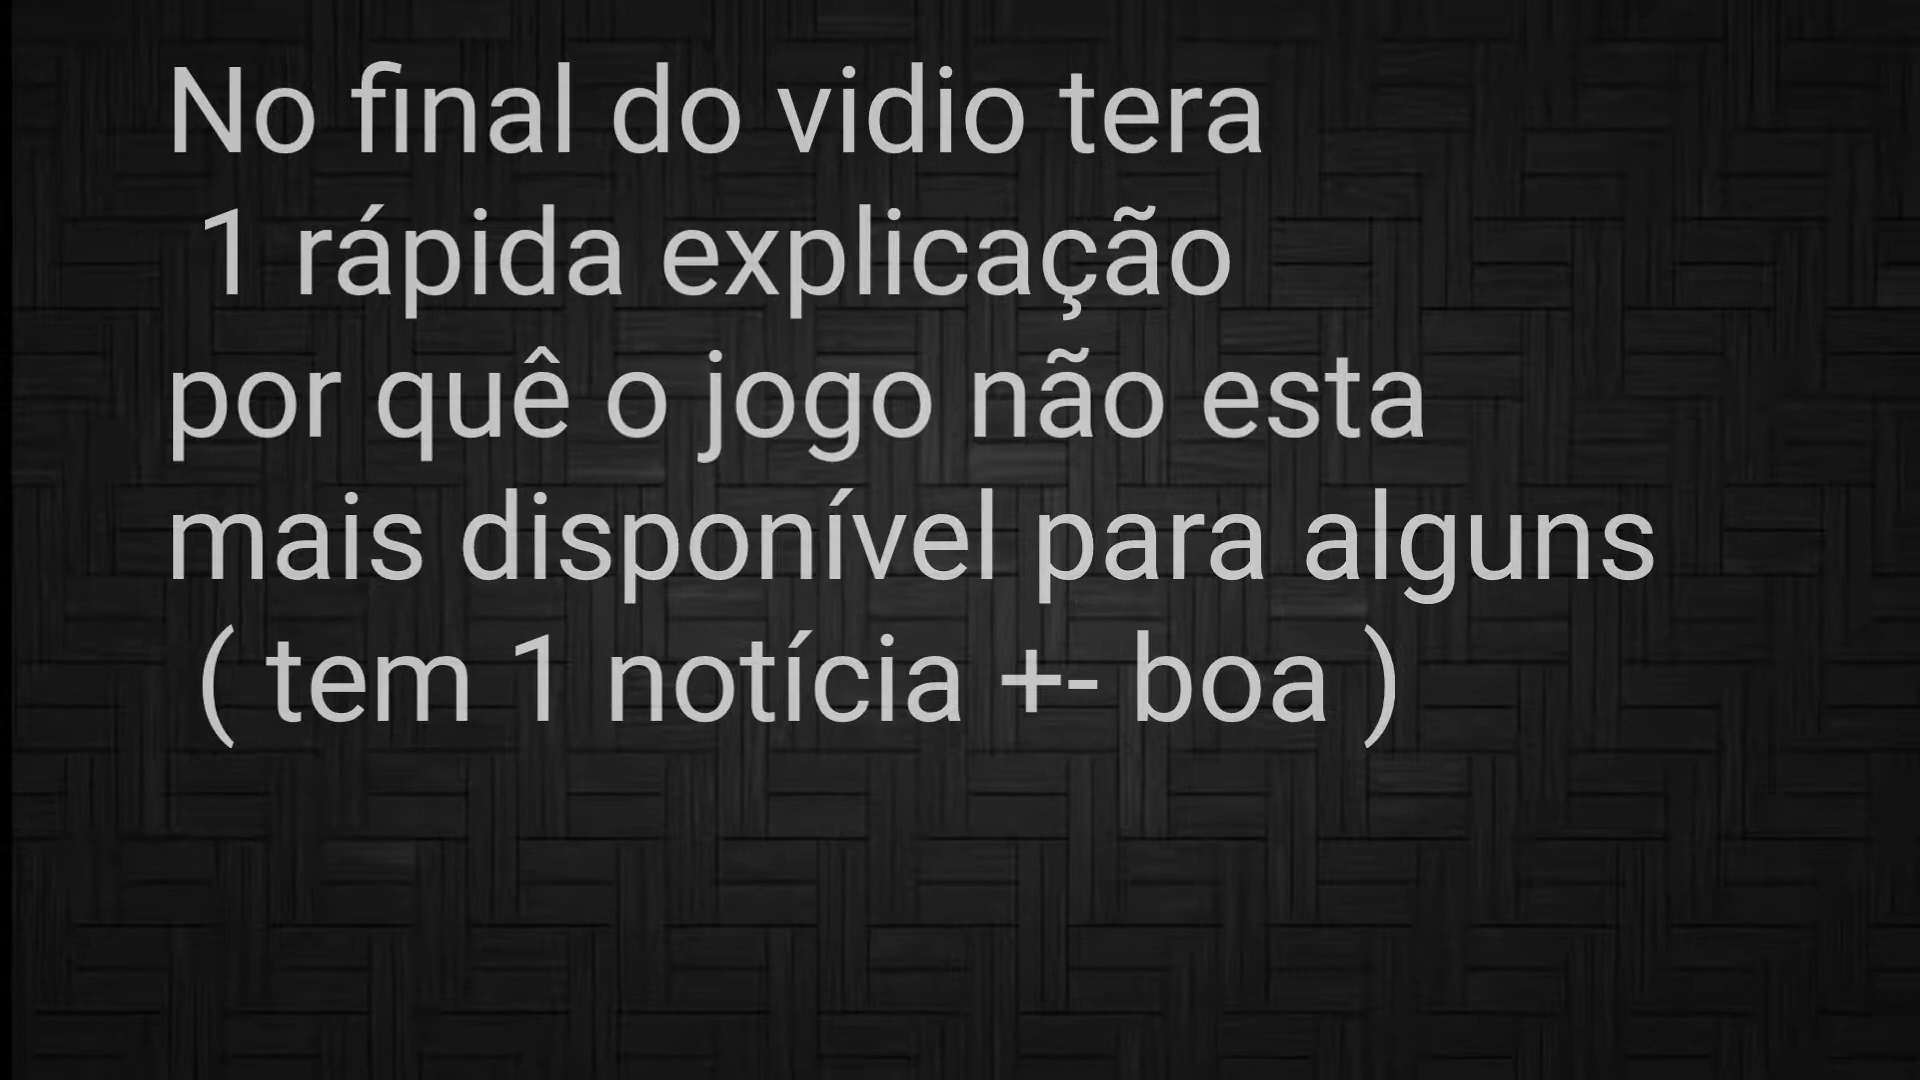 No final do vidio tera
1 rápida explicação
por quê o jogo não esta
mais disponível para alguns
( tem 1 notícia +- boa )